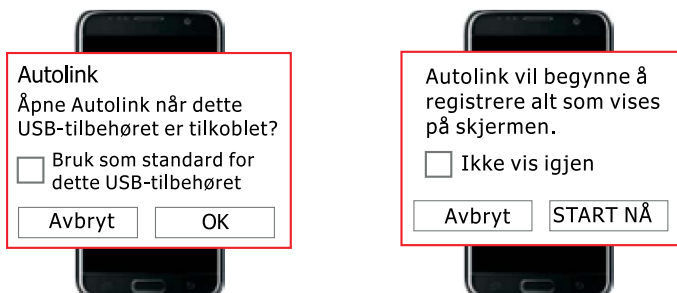 Autolink
Åpne Autolink når dette
USB-tilbehøret er tilkoblet?
Bruk som standard for
dette USB-tilbehøret
Avbryt
OK
Autolink vil begynne å
registrere alt som vises
på skjermen.
Ikke vis igjen
Avbryt
START NÅ